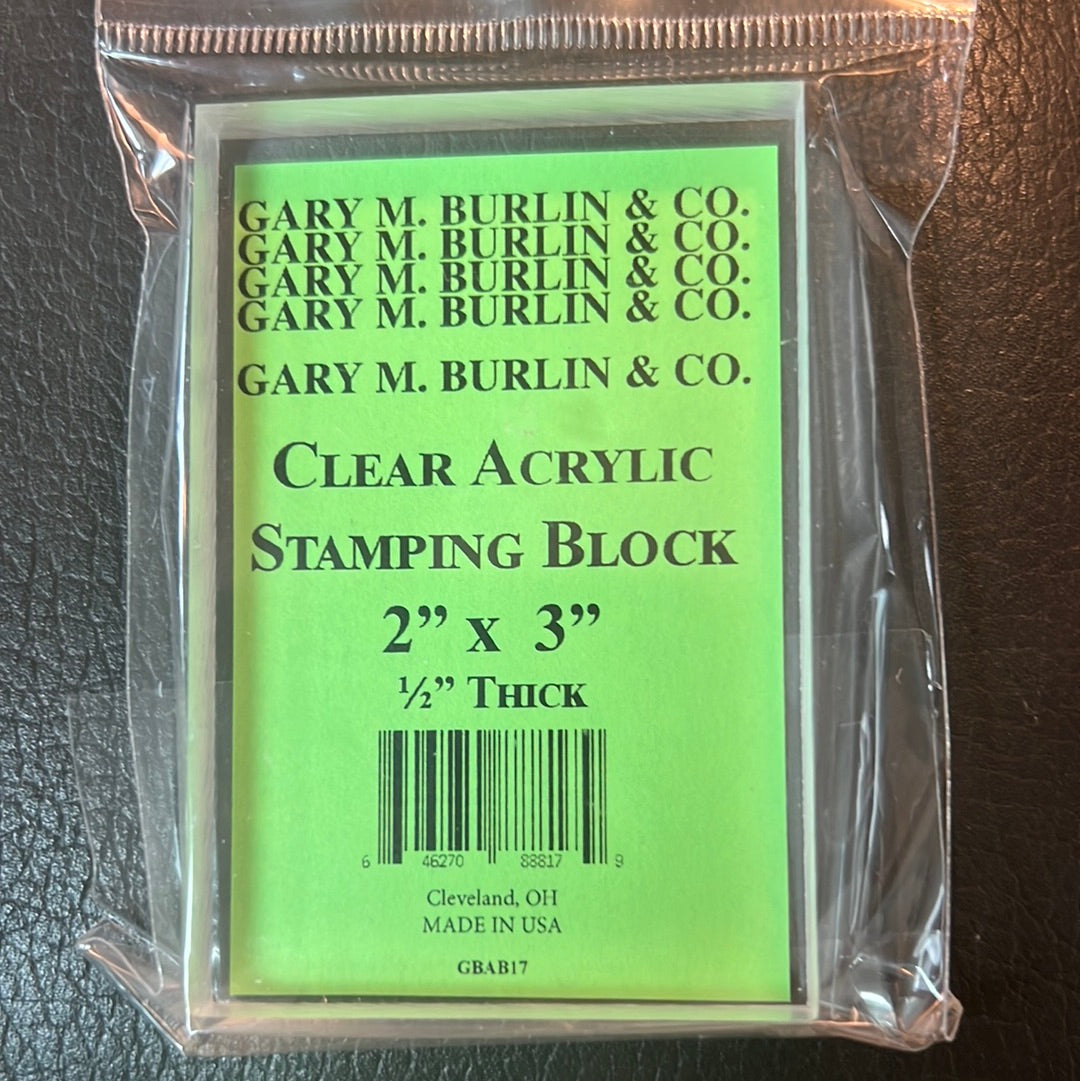 GARY M. BURLIN & CO.
GARY M. BURLIN & CO.
GARY M. BURLIN & CO.
GARY M. BURLIN & CO.
GARY M. BURLIN & CO.
CLEAR ACRYLIC
STAMPING BLOCK
2” x 3”
½” THICK
6 46270 88817 9
Cleveland, OH
MADE IN USA
GBAB17